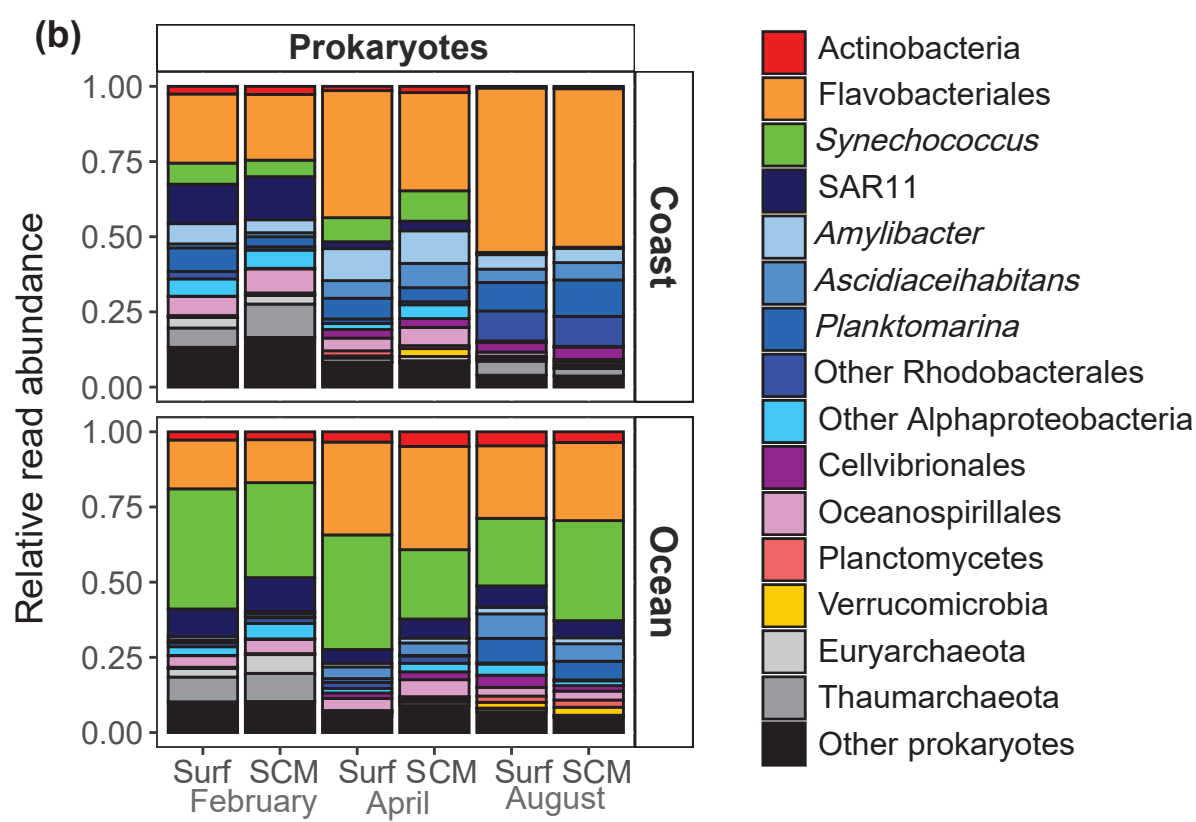 (b)
Prokaryotes
Relative read abundance
1.00
0.75
0.50
0.25
0.00
Coast
1.00
0.75
0.50
0.25
0.00
Ocean
Surf SCM Surf SCM Surf SCM
February April August
Actinobacteria
Flavobacteriales
Synechococcus
SAR11
Amylibacter
Ascidiaceihabitans
Planktomarina
Other Rhodobacterales
Other Alphaproteobacteria
Cellvibrionales
Oceanospirillales
Planctomycetes
Verrucomicrobia
Euryarchaeota
Thaumarchaeota
Other prokaryotes